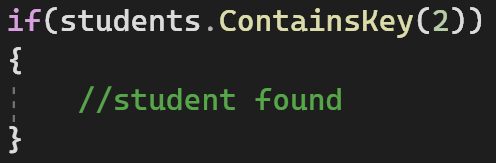 if(students.ContainsKey(2))
{
    //student found
}